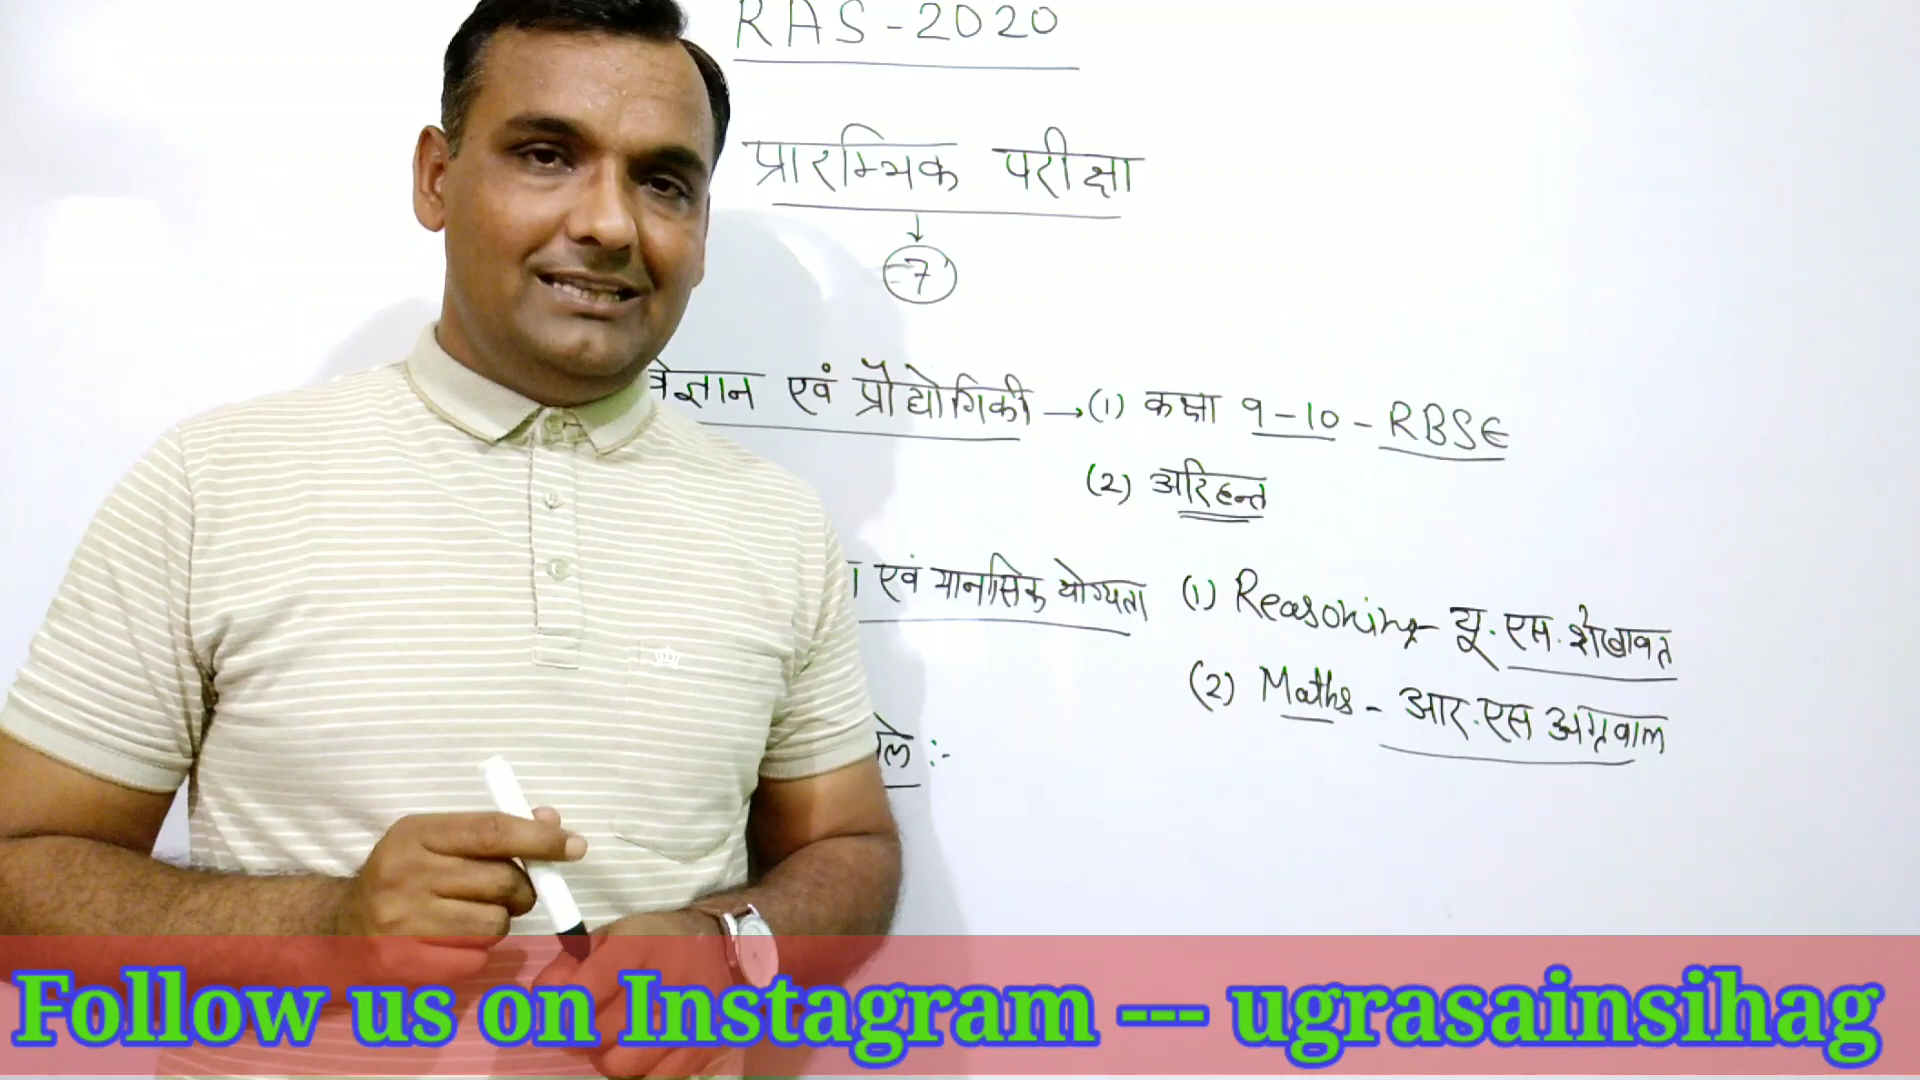 RAS-2020
प्रारम्भिक परीक्षा
7
विज्ञान एवं प्रौद्योगिकी → (1) कक्षा 9-10 - RBSE
(2) अरिहन्त
एवं मानसिक योग्यता (1) Reasoning - यू. एस. शेखावत
(2) Maths - आर. एस अग्रवाल
Follow us on Instagram --- ugrasainsihag